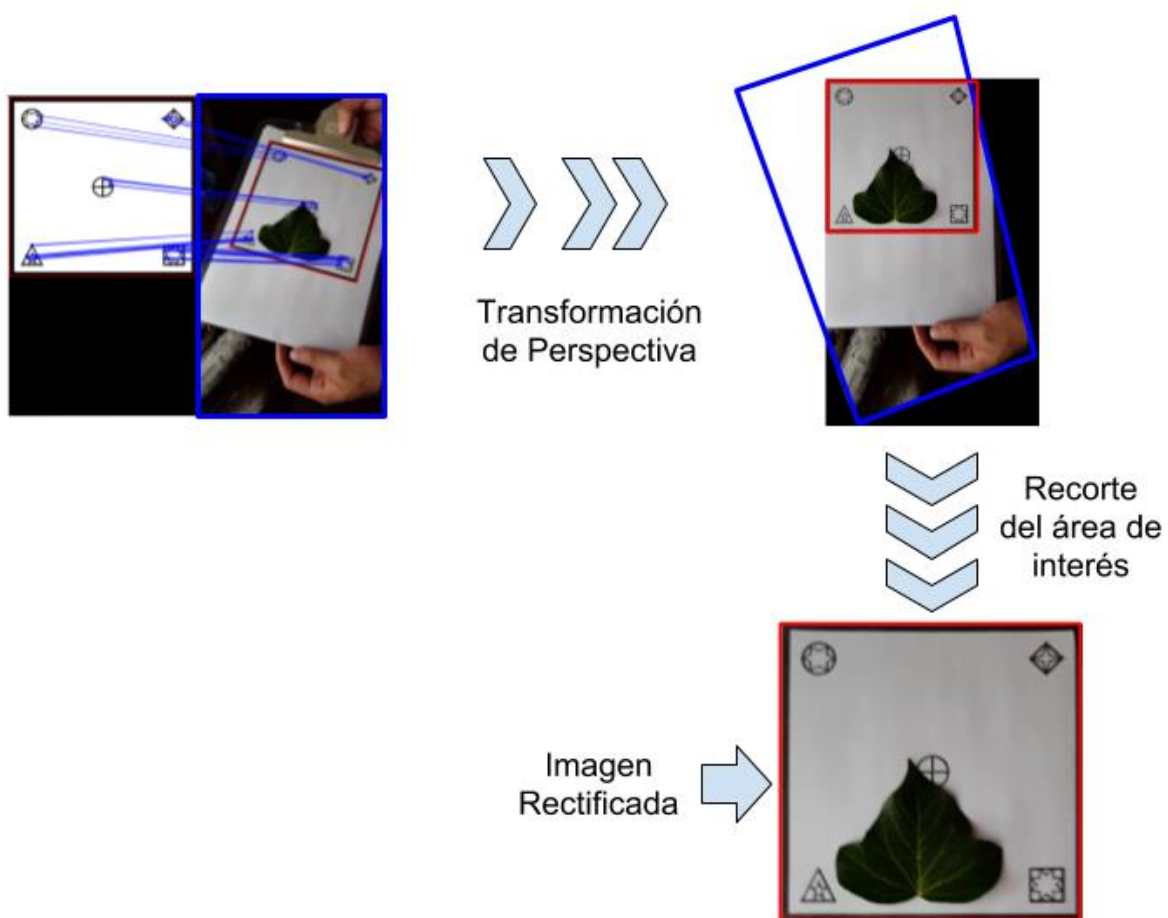 Transformación
de Perspectiva
Recorte
del área de
interés
Imagen
Rectificada